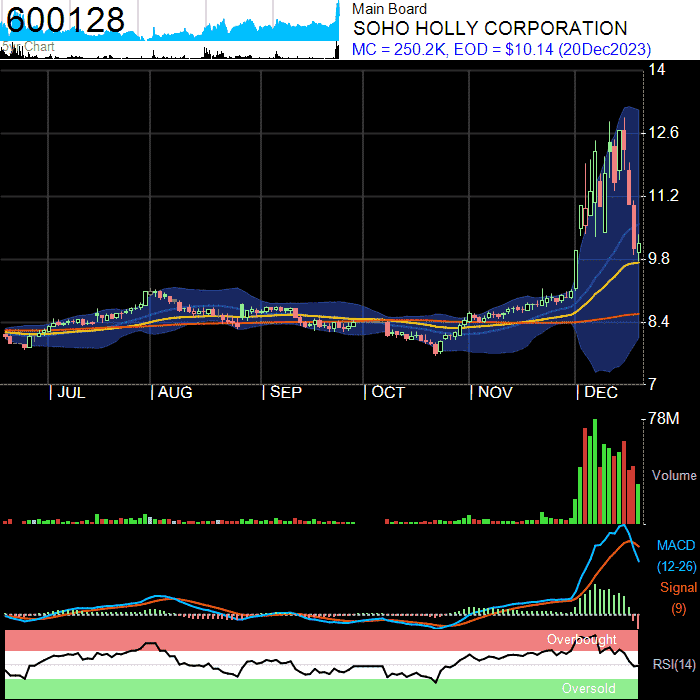 600128
5yr Chart
Main Board
SOHO HOLLY CORPORATION
MC = 250.2K, EOD = $10.14 (20Dec2023)
14
12.6
11.2
9.8
8.4
7
JUL
AUG
SEP
OCT
NOV
DEC
78M
Volume
MACD
(12-26)
Signal
(9)
Overbought
RSI(14)
Oversold